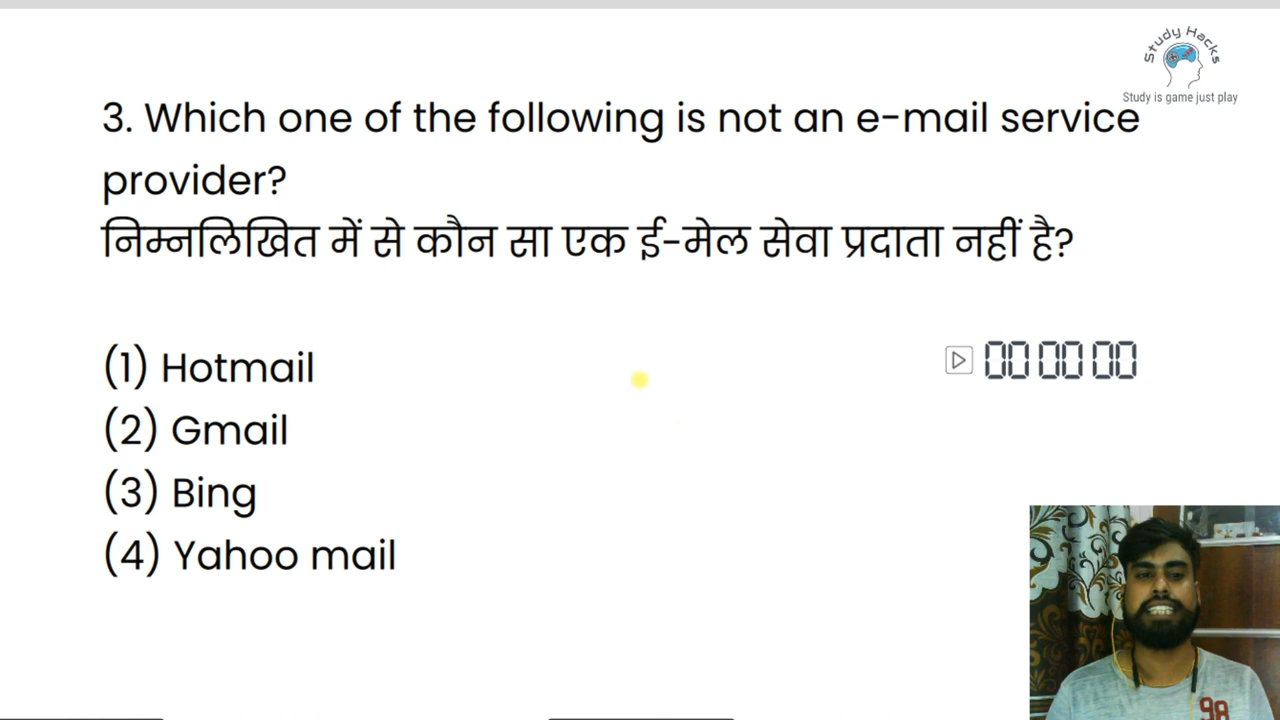 Study Hacks
Study is game just play
3. Which one of the following is not an e-mail service
provider?
निम्नलिखित में से कौन सा एक ई-मेल सेवा प्रदाता नहीं है?
(1) Hotmail
00 00 00
(2) Gmail
(3) Bing
(4) Yahoo mail
98